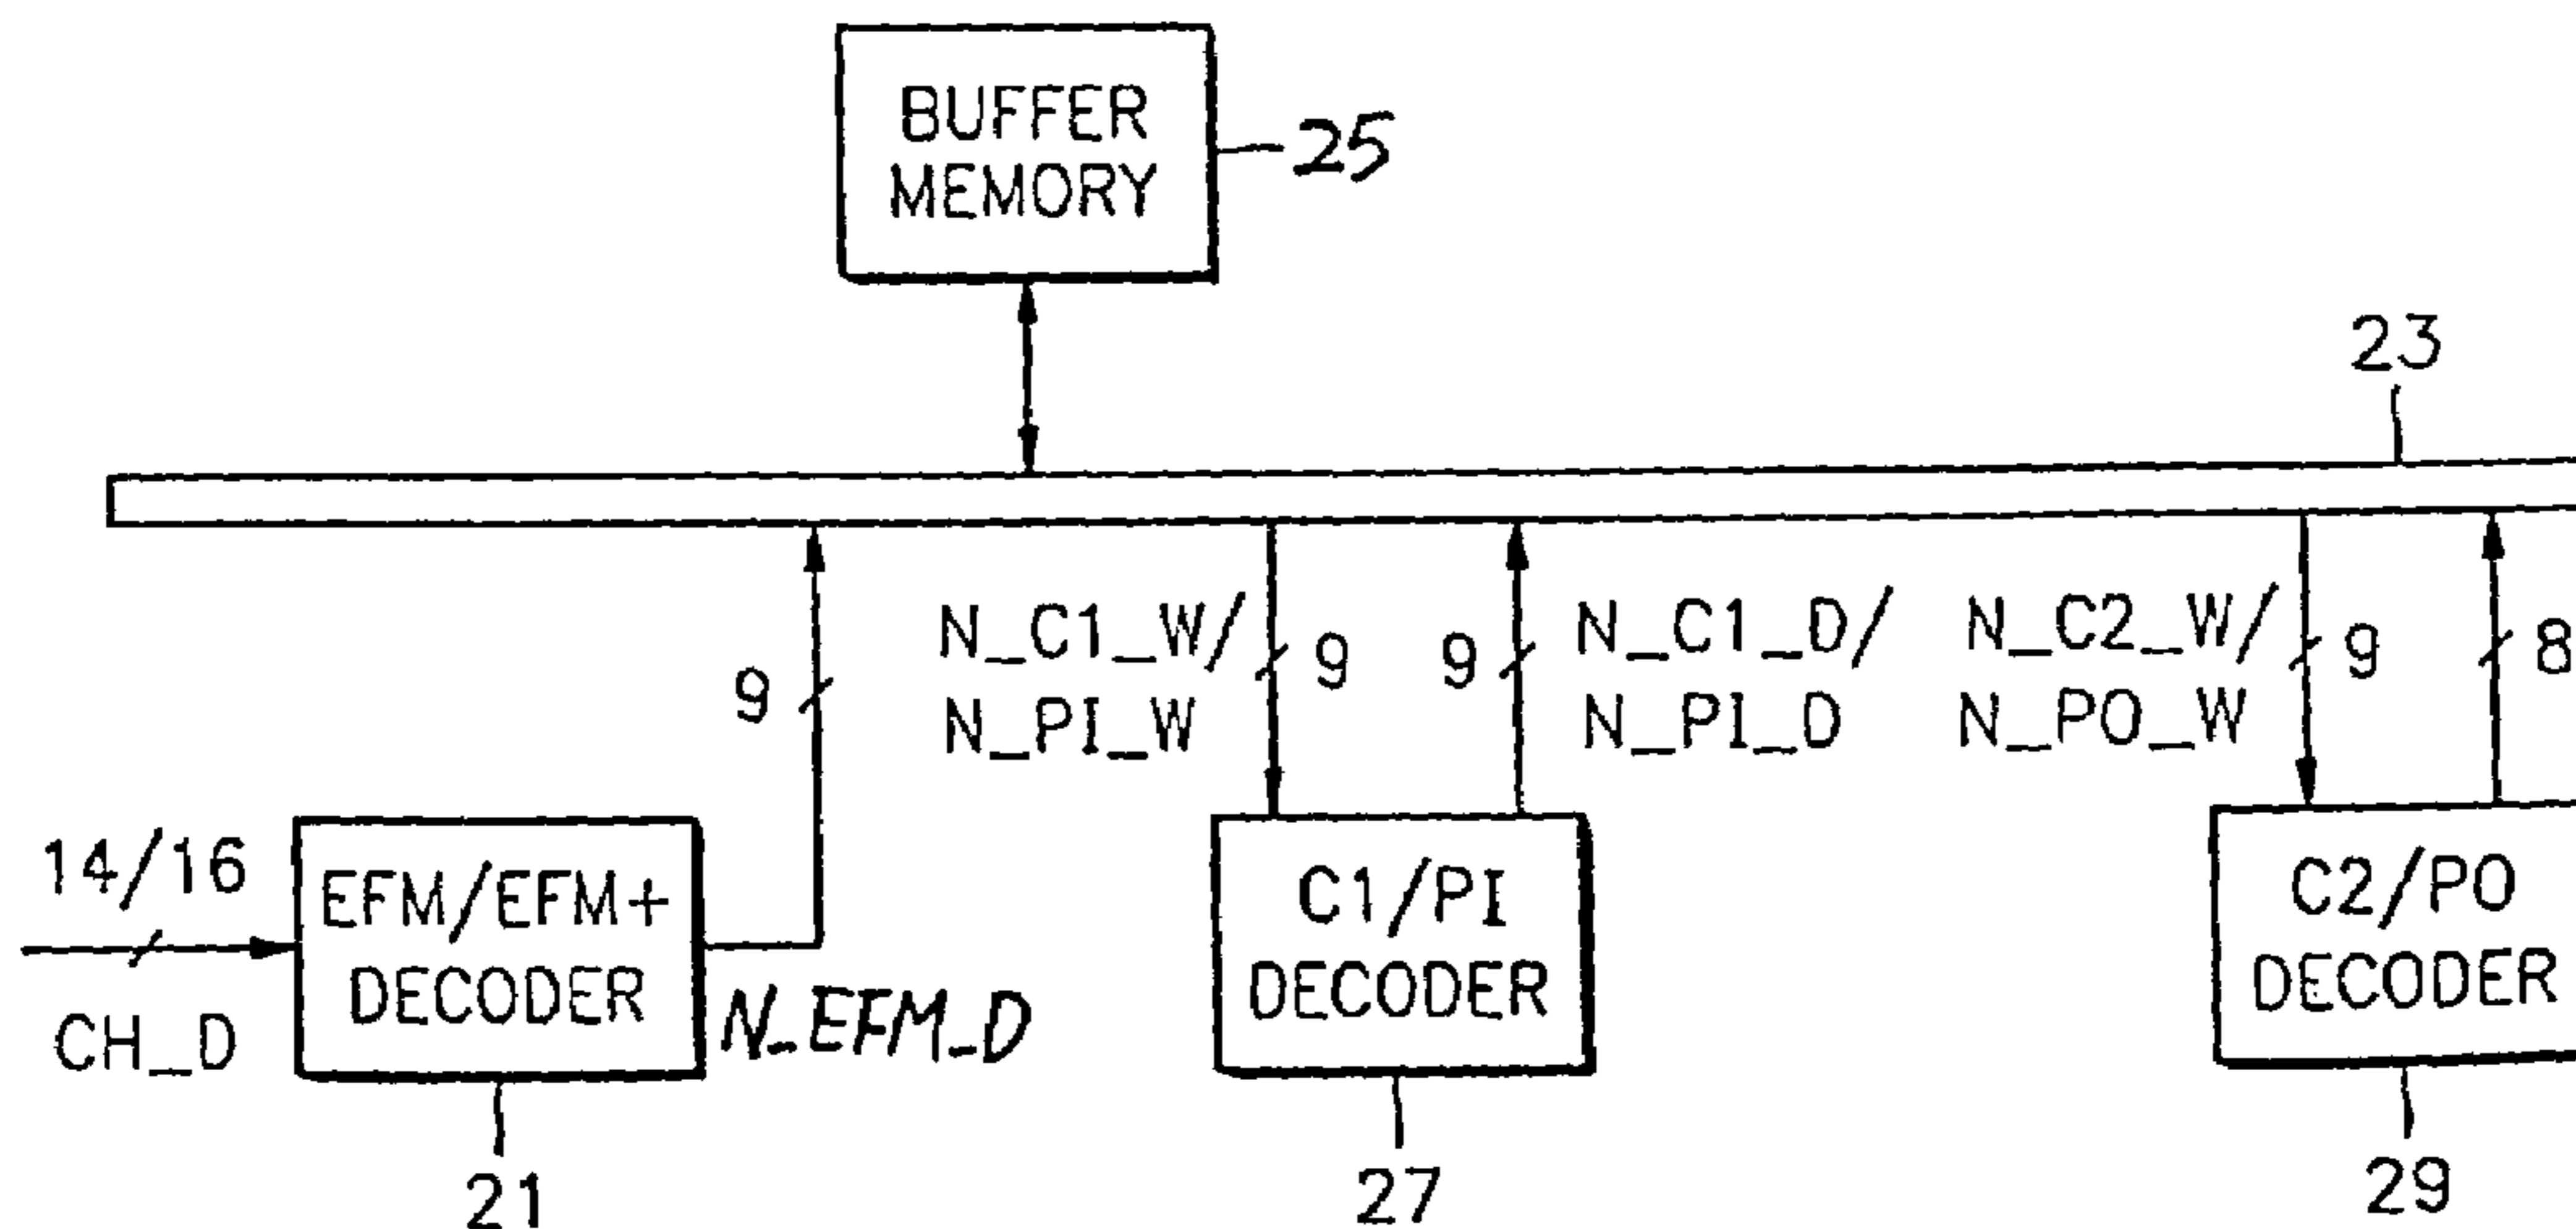 BUFFER
MEMORY
25
23
9
N_C1_W/
N_PI_W
9
9
N_C1_D/
N_PI_D
N_C2_W/
N_PO_W
9
8
14/16
CH_D
EFM/EFM+
DECODER
N_EFM_D
C1/PI
DECODER
C2/PO
DECODER
21
27
29